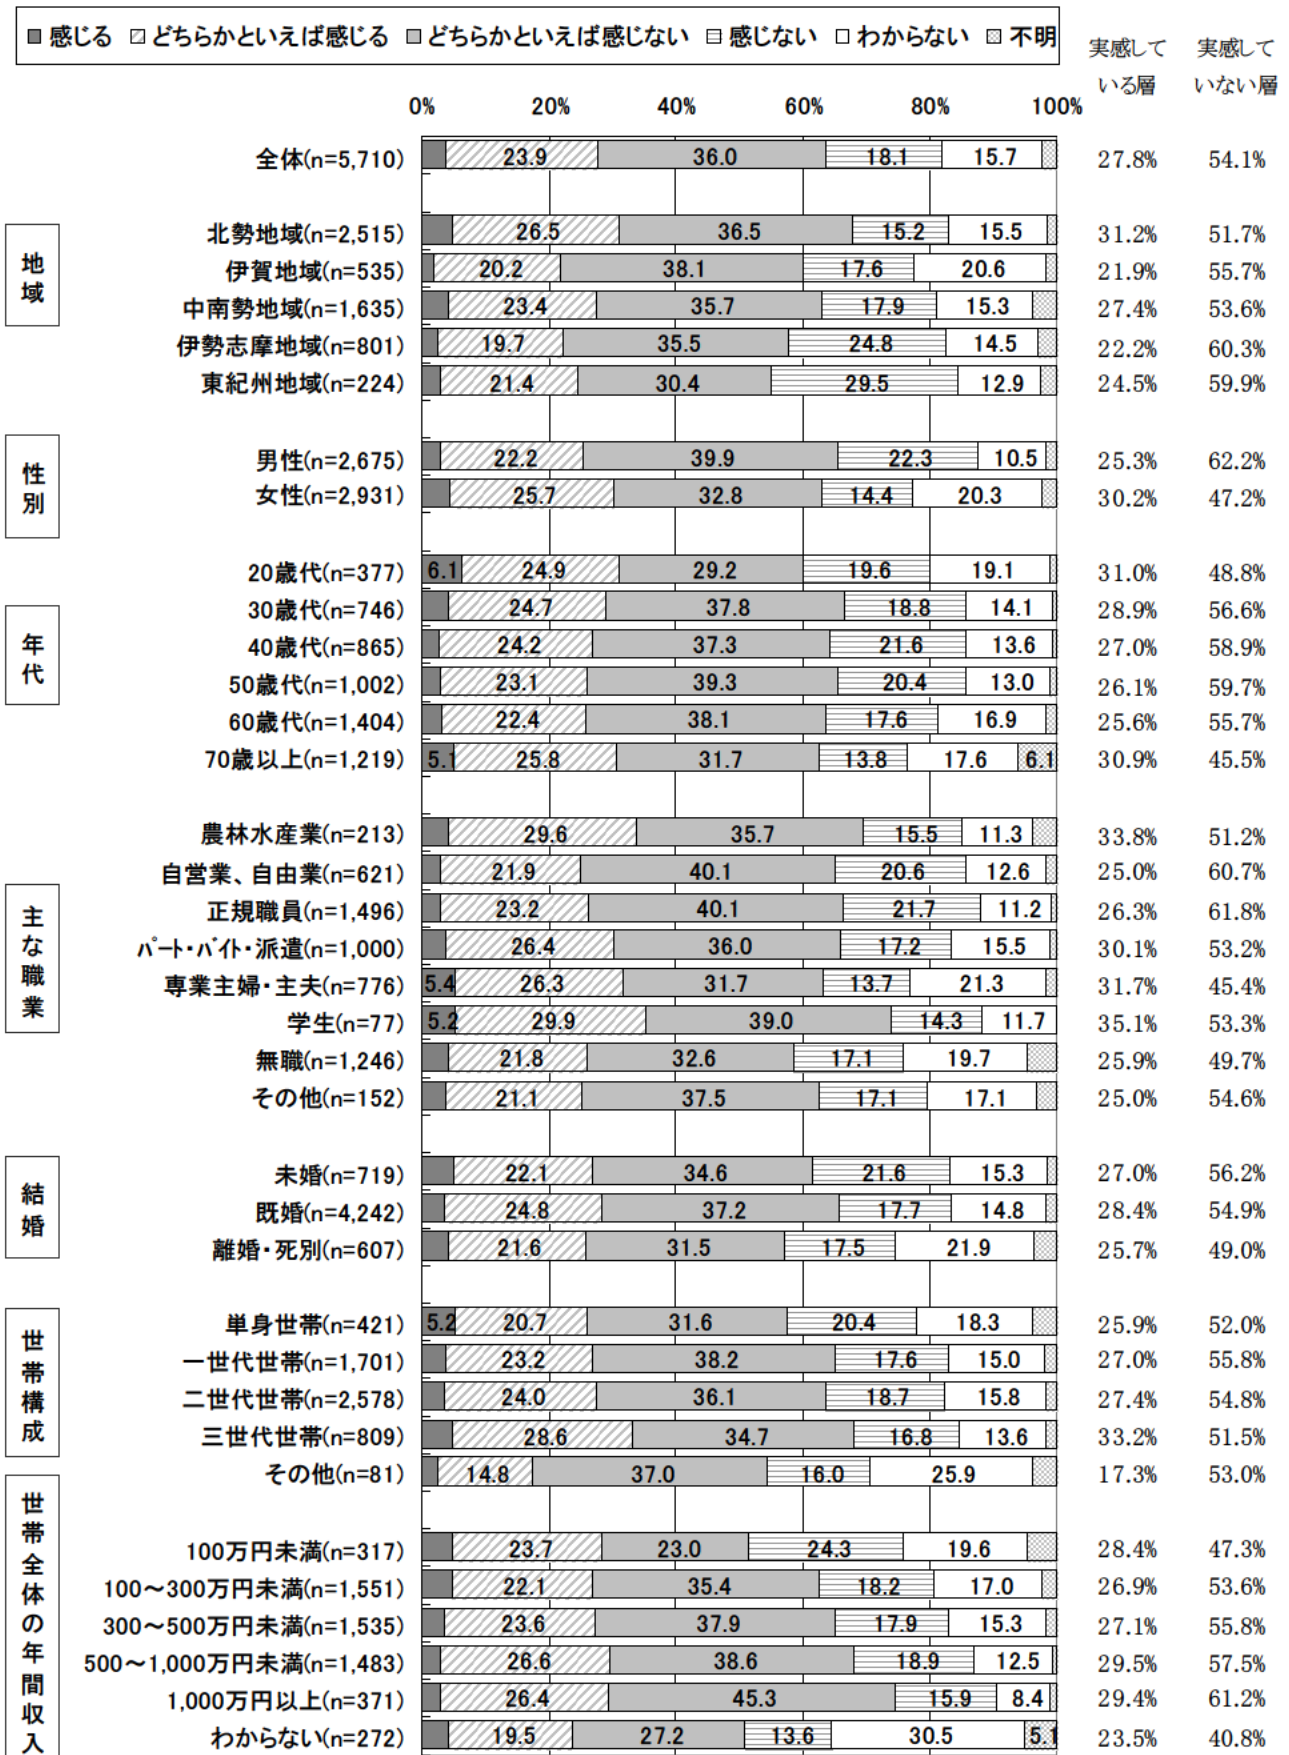 感じる どちらかといえば感じる どちらかといえば感じない 感じない わからない 不明
実感して 実感して
いる層 いない層
0% 20% 40% 60% 80% 100%
全体(n=5,710) 23.9 36.0 18.1 15.7 27.8% 54.1%
地域
北勢地域(n=2,515) 26.5 36.5 15.2 15.5 31.2% 51.7%
伊賀地域(n=535) 20.2 38.1 17.6 20.6 21.9% 55.7%
中南勢地域(n=1,635) 23.4 35.7 17.9 15.3 27.4% 53.6%
伊勢志摩地域(n=801) 19.7 35.5 24.8 14.5 22.2% 60.3%
東紀州地域(n=224) 21.4 30.4 29.5 12.9 24.5% 59.9%
性別
男性(n=2,675) 22.2 39.9 22.3 10.5 25.3% 62.2%
女性(n=2,931) 25.7 32.8 14.4 20.3 30.2% 47.2%
年代
20歳代(n=377) 6.1 24.9 29.2 19.6 19.1 31.0% 48.8%
30歳代(n=746) 24.7 37.8 18.8 14.1 28.9% 56.6%
40歳代(n=865) 24.2 37.3 21.6 13.6 27.0% 58.9%
50歳代(n=1,002) 23.1 39.3 20.4 13.0 26.1% 59.7%
60歳代(n=1,404) 22.4 38.1 17.6 16.9 25.6% 55.7%
70歳以上(n=1,219) 5.1 25.8 31.7 13.8 17.6 6.1 30.9% 45.5%
主な職業
農林水産業(n=213) 29.6 35.7 15.5 11.3 33.8% 51.2%
自営業、自由業(n=621) 21.9 40.1 20.6 12.6 25.0% 60.7%
正規職員(n=1,496) 23.2 40.1 21.7 11.2 26.3% 61.8%
パート・バイト・派遣(n=1,000) 26.4 36.0 17.2 15.5 30.1% 53.2%
専業主婦・主夫(n=776) 5.4 26.3 31.7 13.7 21.3 31.7% 45.4%
学生(n=77) 5.2 29.9 39.0 14.3 11.7 35.1% 53.3%
無職(n=1,246) 21.8 32.6 17.1 19.7 25.9% 49.7%
その他(n=152) 21.1 37.5 17.1 17.1 25.0% 54.6%
結婚
未婚(n=719) 22.1 34.6 21.6 15.3 27.0% 56.2%
既婚(n=4,242) 24.8 37.2 17.7 14.8 28.4% 54.9%
離婚・死別(n=607) 21.6 31.5 17.5 21.9 25.7% 49.0%
世帯構成
単身世帯(n=421) 5.2 20.7 31.6 20.4 18.3 25.9% 52.0%
一世代世帯(n=1,701) 23.2 38.2 17.6 15.0 27.0% 55.8%
二世代世帯(n=2,578) 24.0 36.1 18.7 15.8 27.4% 54.8%
三世代世帯(n=809) 28.6 34.7 16.8 13.6 33.2% 51.5%
その他(n=81) 14.8 37.0 16.0 25.9 17.3% 53.0%
世帯全体の年間収入
100万円未満(n=317) 23.7 23.0 24.3 19.6 28.4% 47.3%
100～300万円未満(n=1,551) 22.1 35.4 18.2 17.0 26.9% 53.6%
300～500万円未満(n=1,535) 23.6 37.9 17.9 15.3 27.1% 55.8%
500～1,000万円未満(n=1,483) 26.6 38.6 18.9 12.5 29.5% 57.5%
1,000万円以上(n=371) 26.4 45.3 15.9 8.4 29.4% 61.2%
わからない(n=272) 19.5 27.2 13.6 30.5 5.1 23.5% 40.8%